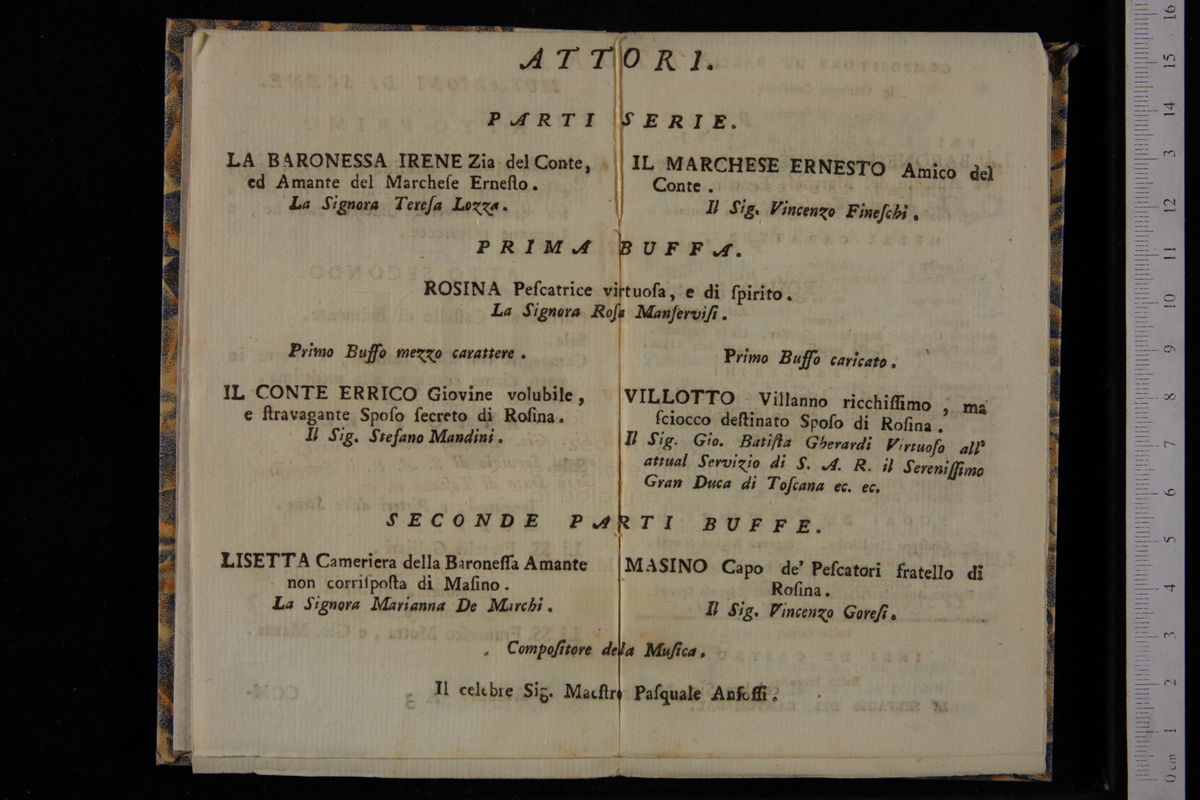 ATTORI.
PARTI SERIE.
LA BARONESSA IRENE Zia del Conte,
ed Amante del Marcheſe Erneſto.
La Signora Tereſa Lozza.
IL MARCHESE ERNESTO Amico del
Conte.
Il Sig. Vincenzo Fineſchi.
PRIMA BUFFA.
ROSINA Peſcatrice virtuoſa, e di ſpirito.
La Signora Roſa Manſerviſi.
Primo Buffo mezzo carattere.
IL CONTE ERRICO Giovine volubile,
e ſtravagante Spoſo ſecreto di Roſina.
Il Sig. Stefano Mandini.
Primo Buffo caricato.
VILLOTTO Villanno ricchiſſimo, ma
ſciocco deſtinato Spoſo di Roſina.
Il Sig. Gio. Batiſta Gherardi Virtuoſo all'
attual Servizio di S. A. R. il Sereniſſimo
Gran Duca di Toſcana ec. ec.
SECONDE PARTI BUFFE.
LISETTA Cameriera della Baroneſſa Amante
non corriſpoſta di Maſino.
La Signora Marianna De Marchi.
MASINO Capo de' Peſcatori fratello di
Roſina.
Il Sig. Vincenzo Goreſi.
Compoſitore della Muſica.
Il celebre Sig. Maeſtro Paſquale Anfoſſi.